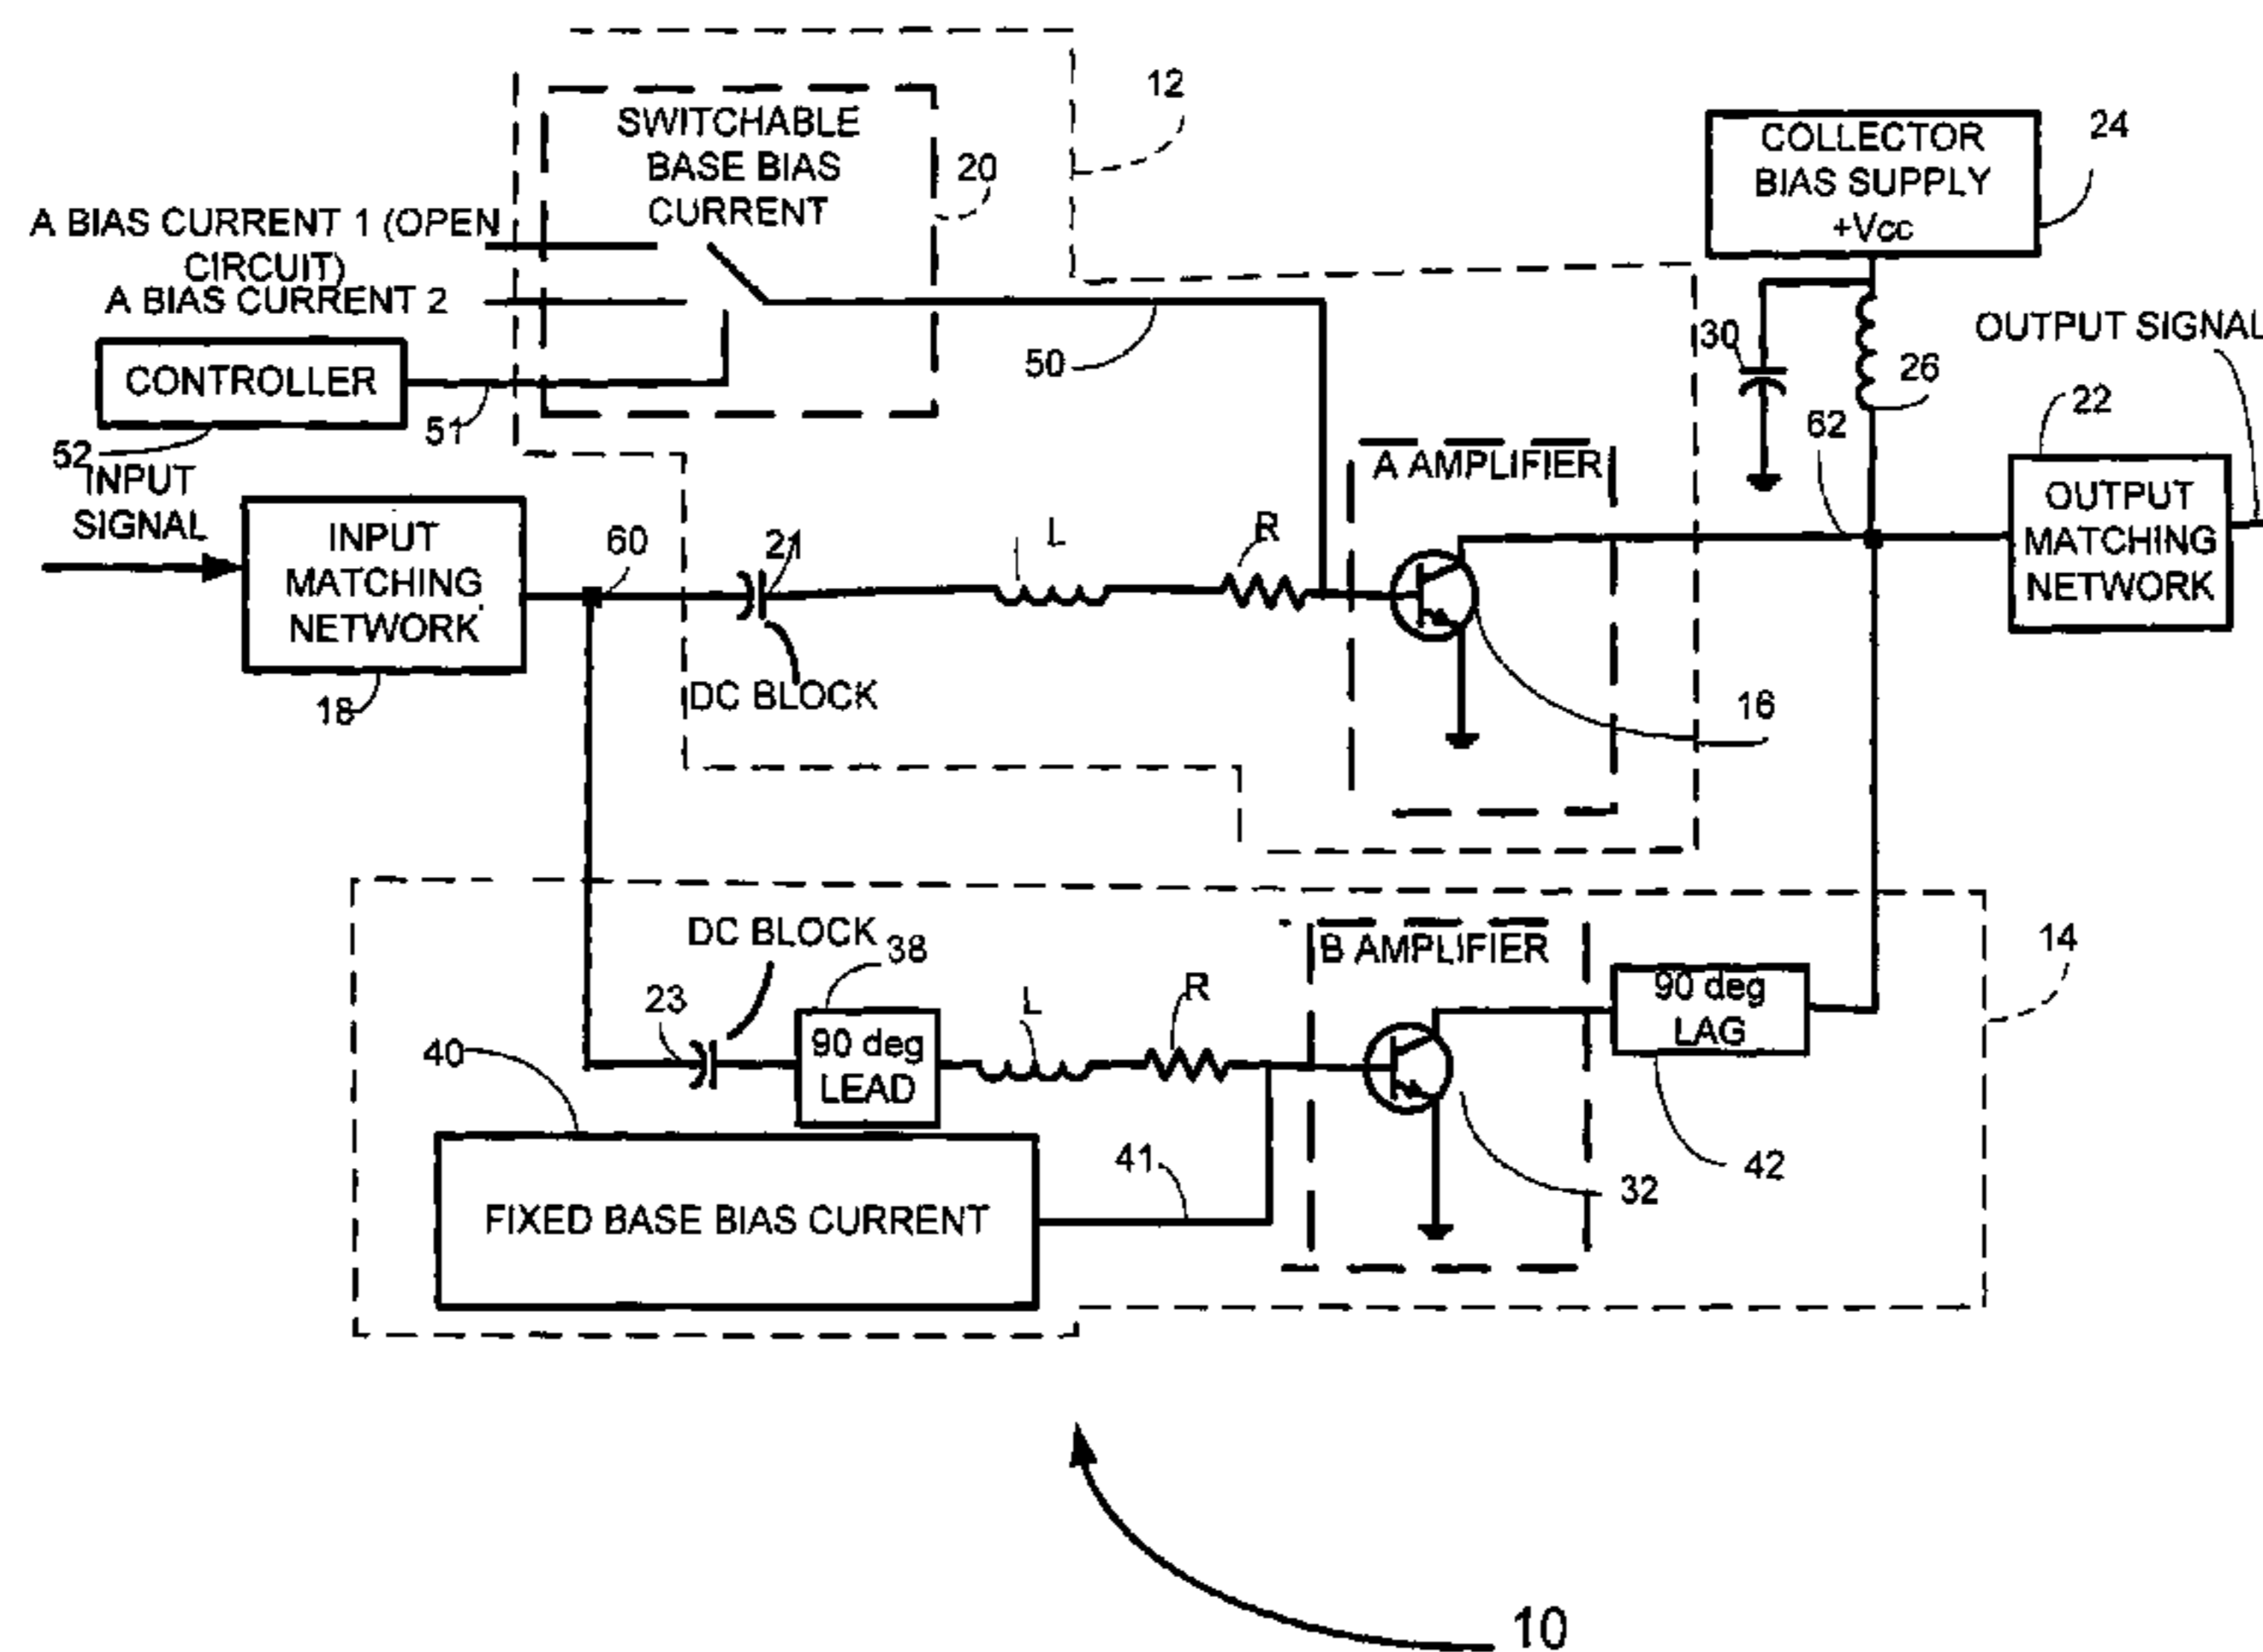 12
SWITCHABLE
BASE BIAS
CURRENT
20
COLLECTOR
BIAS SUPPLY
+Vcc
24
A BIAS CURRENT 1 (OPEN
CIRCUIT)
A BIAS CURRENT 2
CONTROLLER
51
52
50
30
26
OUTPUT SIGNAL
62
22
OUTPUT
MATCHING
NETWORK
INPUT
SIGNAL
INPUT
MATCHING
NETWORK
18
60
21
DC BLOCK
L
R
A AMPLIFIER
16
DC BLOCK
38
23
90 deg
LEAD
L
R
B AMPLIFIER
90 deg
LAG
14
40
FIXED BASE BIAS CURRENT
41
32
42
10